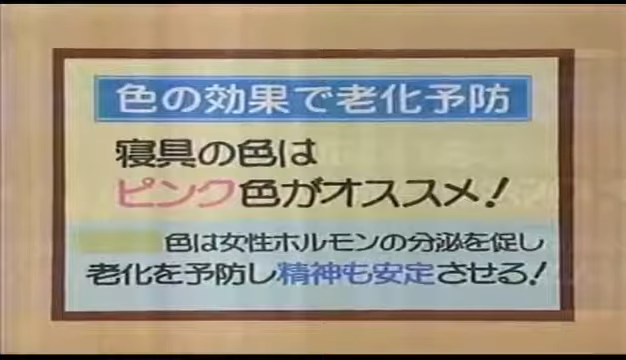 色の効果で老化予防
寝具の色は
ピンク色がオススメ!
色は女性ホルモンの分泌を促し
老化を予防し精神も安定させる!